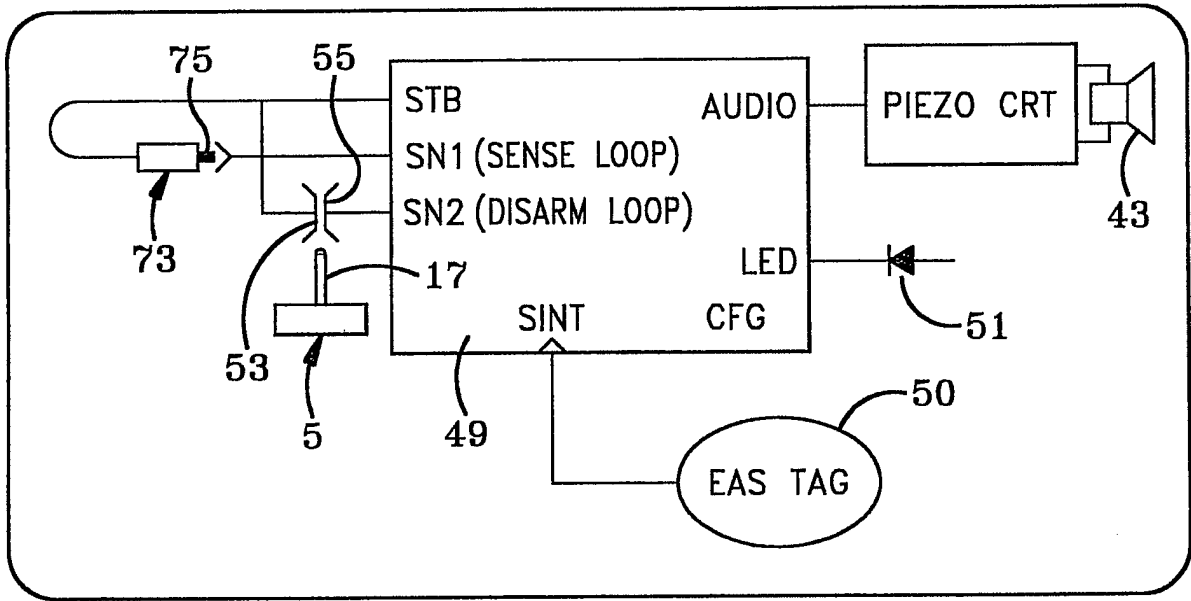 75
55
STB
AUDIO
PIEZO CRT
SN1 (SENSE LOOP)
43
SN2 (DISARM LOOP)
73
17
LED
SINT
CFG
51
53
5
49
50
EAS TAG